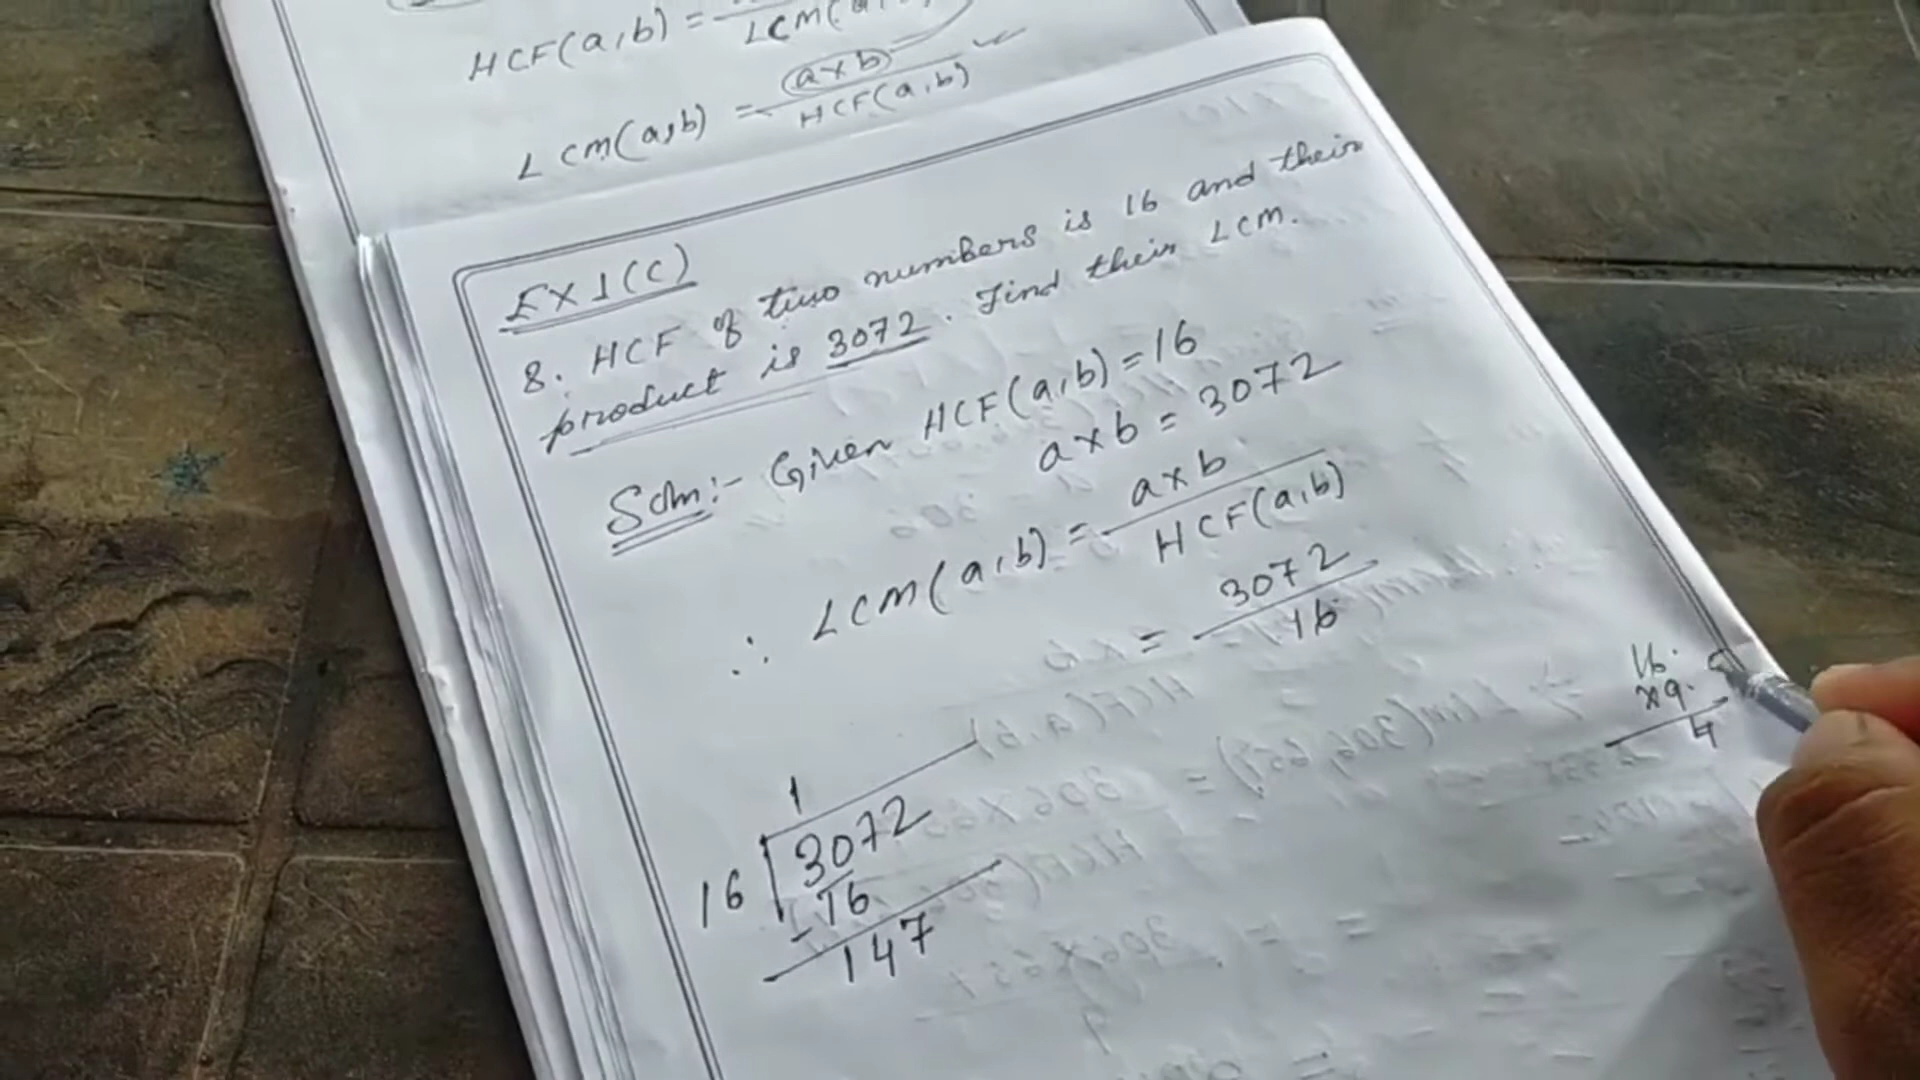 HCF(a,b) =
LCM(a,
LCM(a,b) = a×b
HCF(a,b)
EX 1(C)
8. HCF of two numbers is 16 and their
product is 3072. Find their LCM.
Soln:- Given HCF(a,b) = 16
a×b = 3072
∴ LCM(a,b) = a×b
HCF(a,b)
= 3072
16
16
×9
4
1
16 3072
-16
147